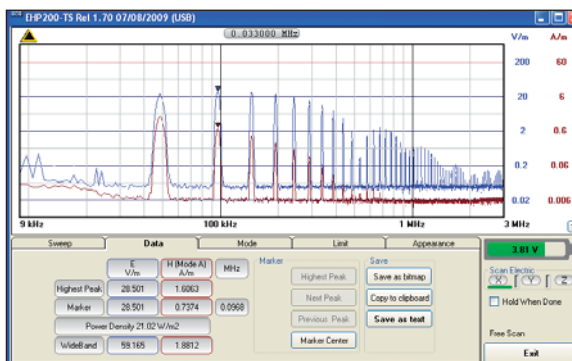 EHP200-TS Rel 1.70 07/08/2009 (USB)
0.033000 MHz
V/m A/m
200 60
20 6
2 0.6
0.2 0.06
0.02 0.006
9 kHz 100 kHz 1 MHz 3 MHz
Sweep Data Mode Limit Appearance
3.81 V
E V/m H (Mode A) A/m MHz
Highest Peak 28.501 1.6063
Marker 28.501 0.7374 0.0968
Power Density 21.02 W/m2
WideBand 59.165 1.8812
Marker
Highest Peak
Next Peak
Previous Peak
Marker Center
Save
Save as bitmap
Copy to clipboard
Save as text
Scan Electric
X Y Z
Hold When Done
Free Scan
Exit